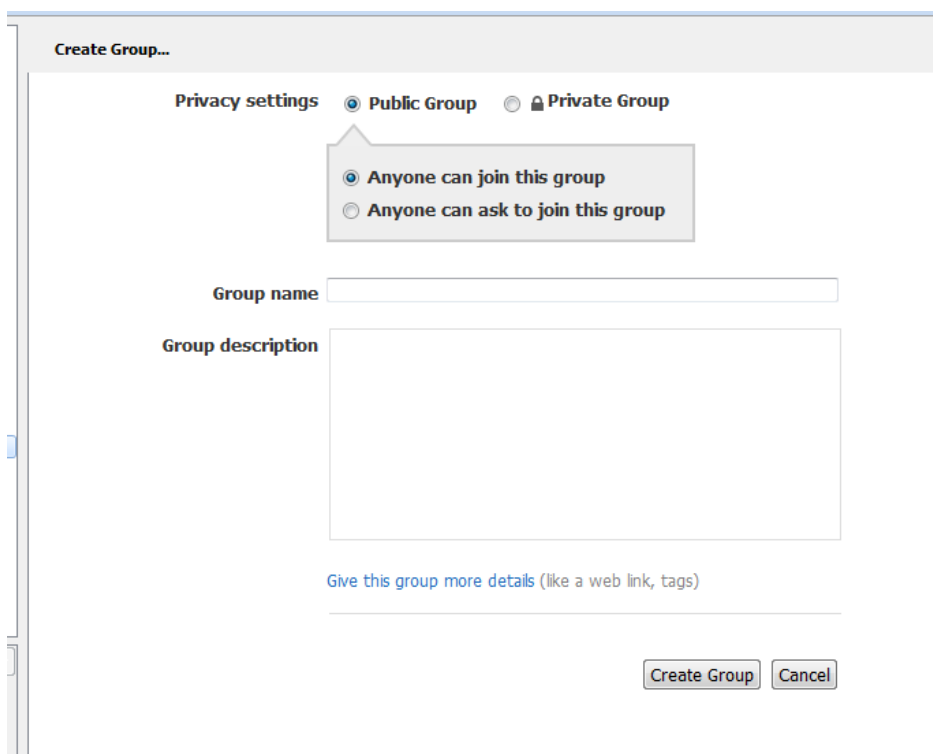 Create Group...
Privacy settings Public Group Private Group
Anyone can join this group
Anyone can ask to join this group
Group name
Group description
Give this group more details (like a web link, tags)
Create Group Cancel